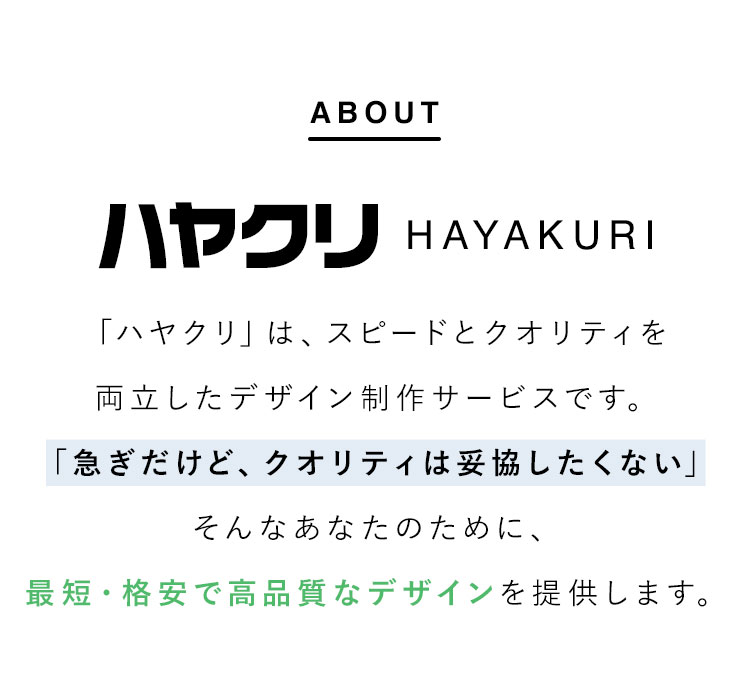 ABOUT
ハヤクリ HAYAKURI
「ハヤクリ」は、スピードとクオリティを
両立したデザイン制作サービスです。
「急ぎだけど、クオリティは妥協したくない」
そんなあなたのために、
最短・格安で高品質なデザインを提供します。